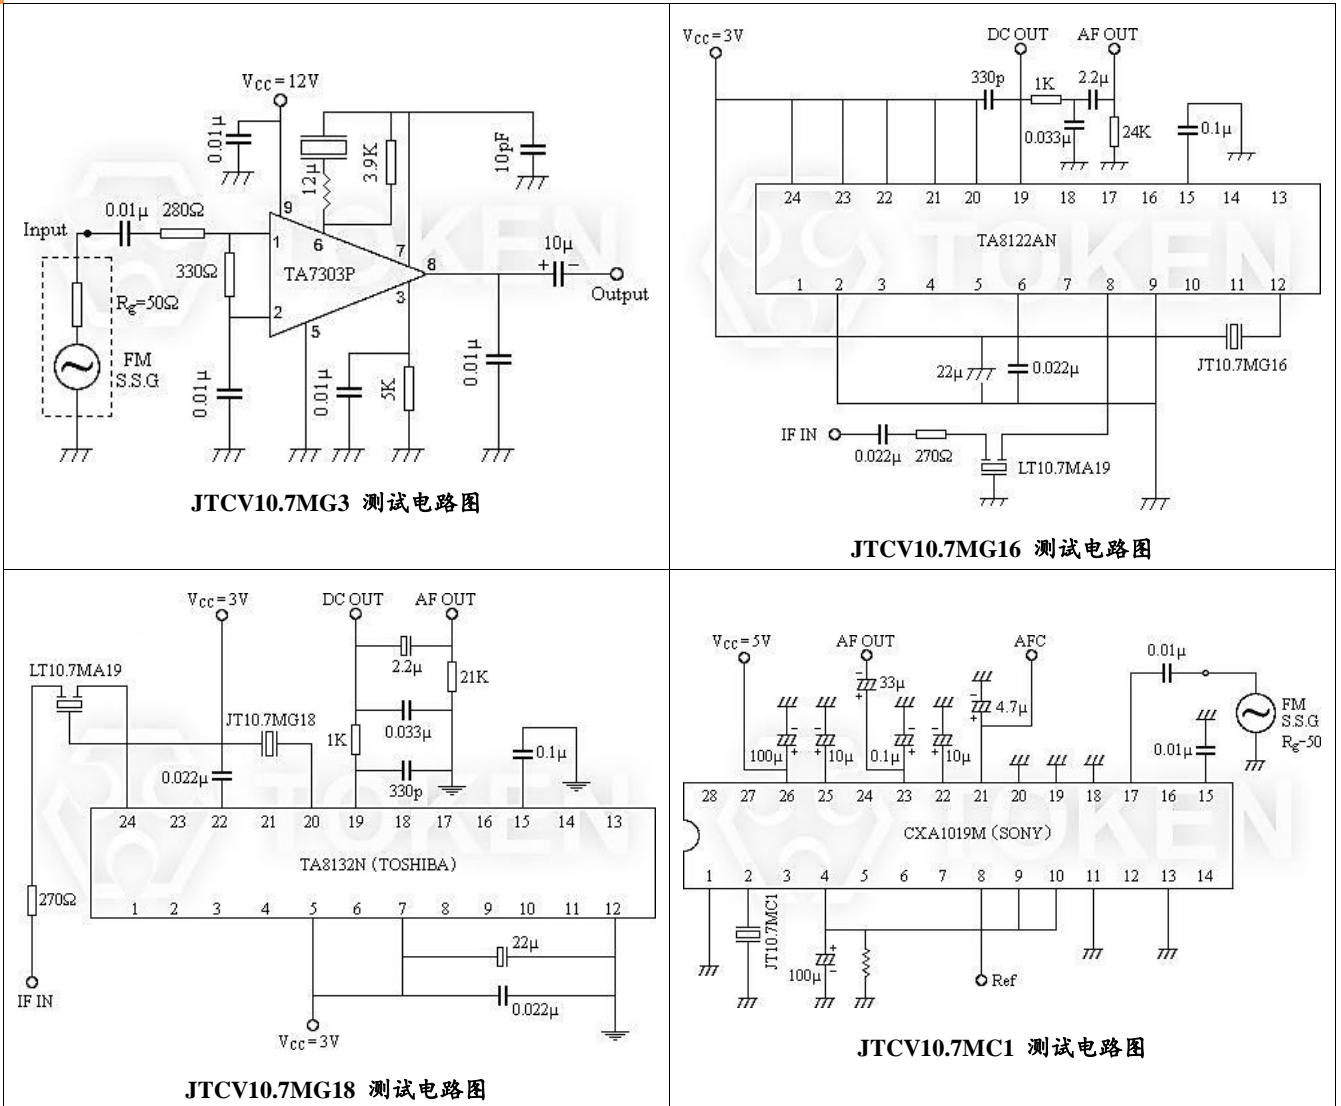 Vcc=12V
0.01μ
12μ
3.9K
10pF
Input
0.01μ
280Ω
330Ω
9
1
6
7
TA7303P
8
2
3
5
10μ
+
−
Output
Rg=50Ω
FM
S.S.G
0.01μ
0.01μ
5K
0.01μ
TOKEN
JTCV10.7MG3 测试电路图
Vcc=3V
DC OUT
AF OUT
330p
1K
2.2μ
0.033μ
24K
0.1μ
24 23 22 21 20 19 18 17 16 15 14 13
TA8122AN
TOKEN
1 2 3 4 5 6 7 8 9 10 11 12
22μ
0.022μ
JT10.7MG16
IF IN
0.022μ
270Ω
LT10.7MA19
JTCV10.7MG16 测试电路图
Vcc=3V
DC OUT
AF OUT
LT10.7MA19
2.2μ
21K
JT10.7MG18
1K
0.033μ
0.022μ
330p
0.1μ
24 23 22 21 20 19 18 17 16 15 14 13
TA8132N (TOSHIBA)
TOKEN
1 2 3 4 5 6 7 8 9 10 11 12
270Ω
IF IN
22μ
0.022μ
Vcc=3V
JTCV10.7MG18 测试电路图
Vcc=5V
AF OUT
AFC
0.01μ
33μ
4.7μ
FM
S.S.G
Rg-50
100μ
10μ
0.1μ
10μ
0.01μ
28 27 26 25 24 23 22 21 20 19 18 17 16 15
CXA1019M (SONY)
TOKEN
1 2 3 4 5 6 7 8 9 10 11 12 13 14
JT10.7MC1
100μ
Ref
JTCV10.7MC1 测试电路图